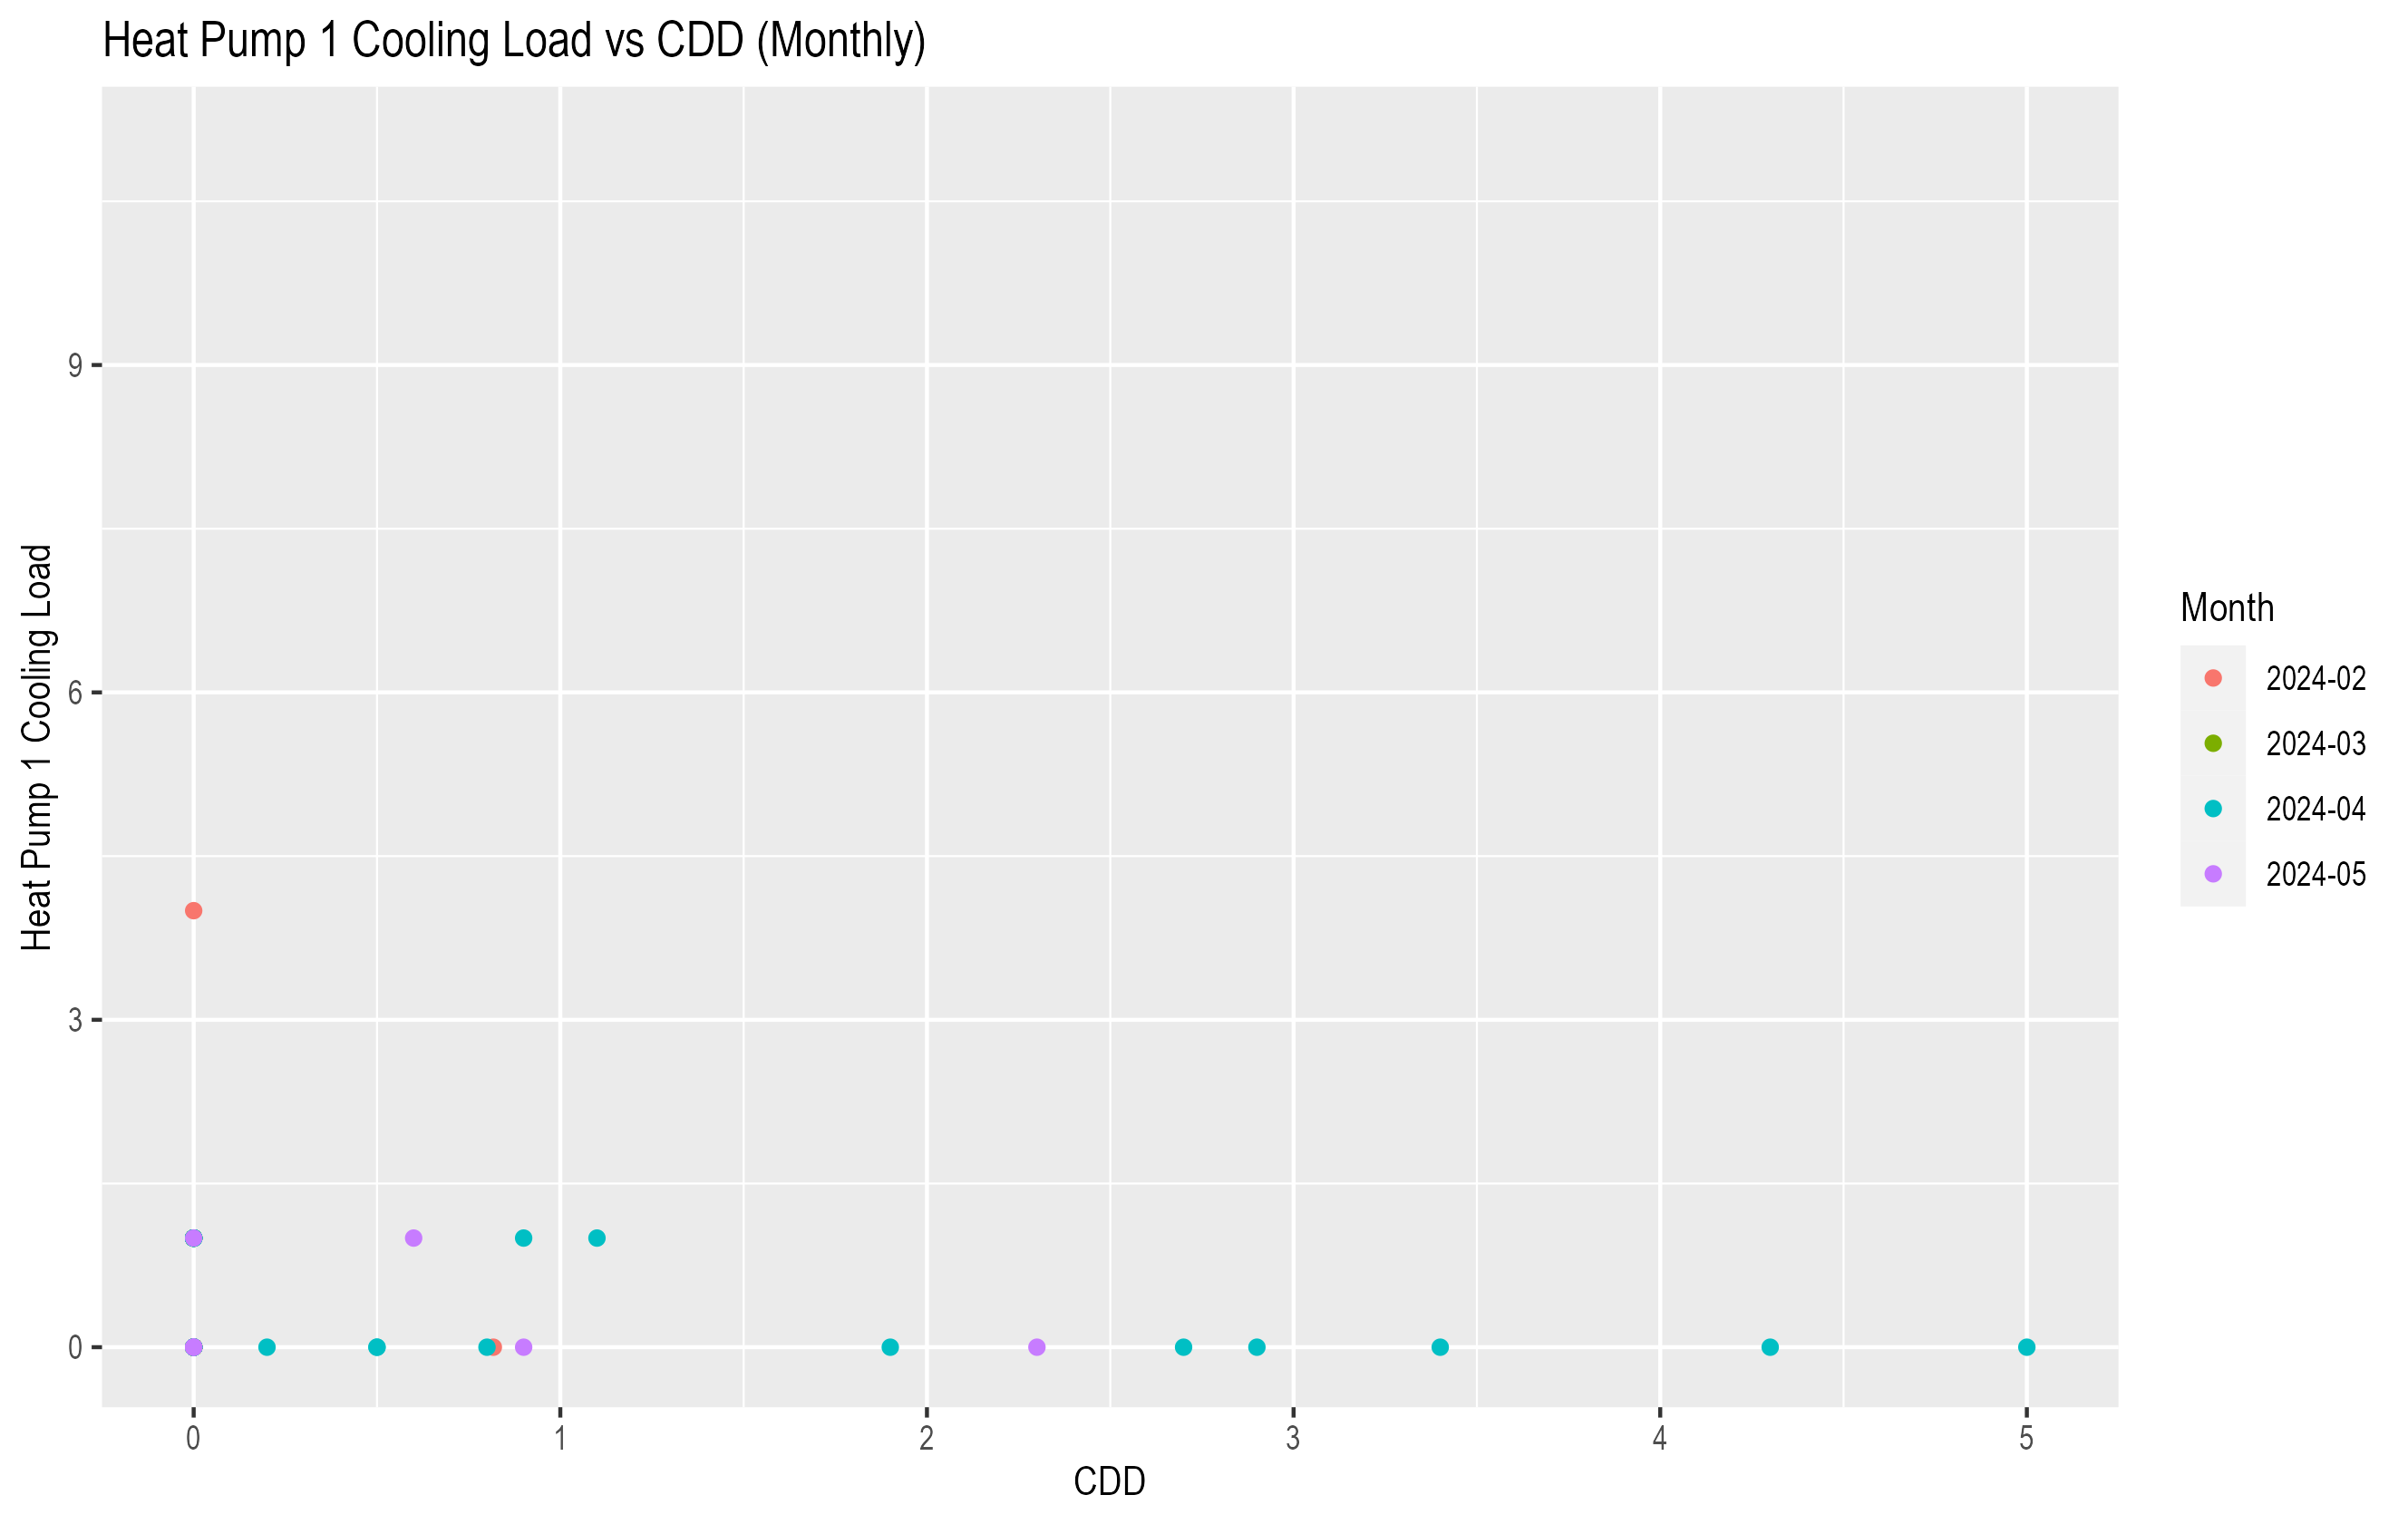 Heat Pump 1 Cooling Load vs CDD (Monthly)
Heat Pump 1 Cooling Load
9
6
3
0
0 1 2 3 4 5
CDD
Month
2024-02
2024-03
2024-04
2024-05